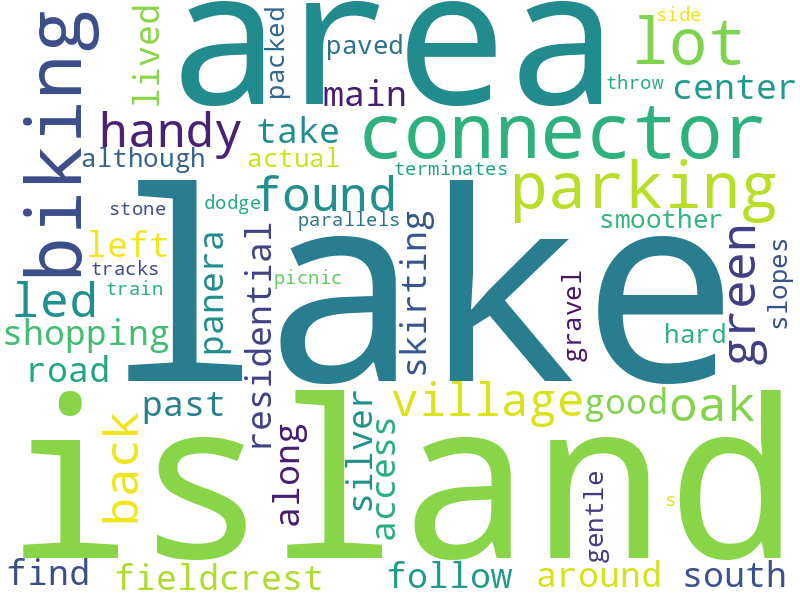 side
area
biking
lived
packed
paved
lot
throw
center
main
handy
take
connector
although
actual
terminates
found
parking
lake
stone
dodge
parallels
smoother
left
tracks
panera
residential
picnic
skirting
gravel
green
slopes
led
train
shopping
hard
road
past
village
good
oak
island
back
along
silver
access
gentle
s
find
fieldcrest
follow
around
south